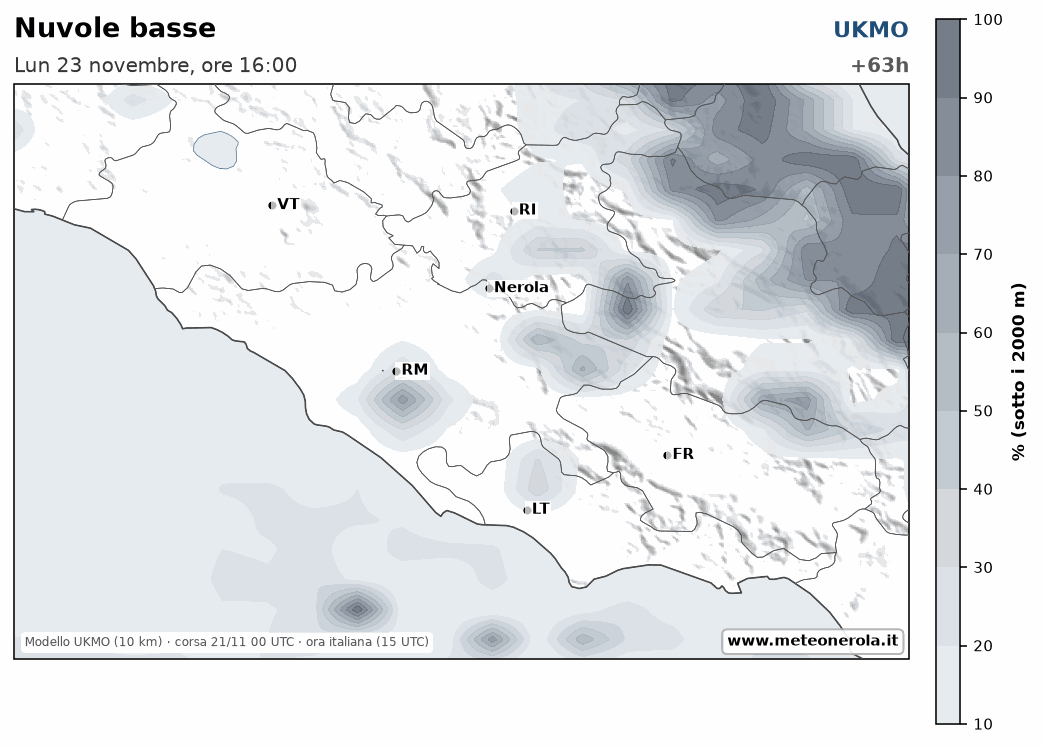 Nuvole basse
UKMO
Lun 23 novembre, ore 16:00
+63h
VT
RI
Nerola
RM
FR
LT
Modello UKMO (10 km) · corsa 21/11 00 UTC · ora italiana (15 UTC)
www.meteonerola.it
100
90
80
70
60
50
40
30
20
10
% (sotto i 2000 m)